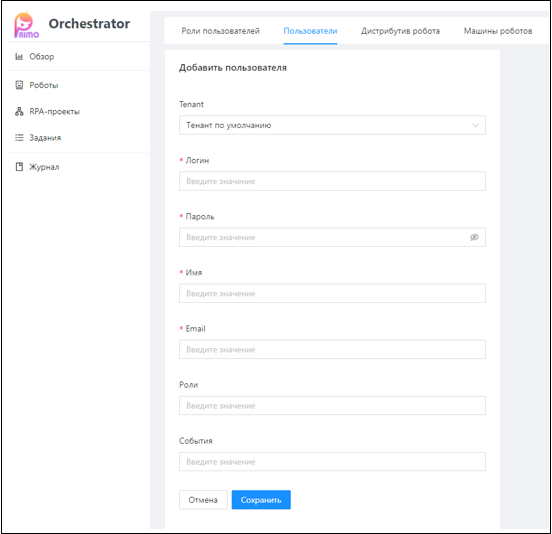 PRIMO
Orchestrator
Обзор
Роботы
RPA-проекты
Задания
Журнал
Роли пользователей
Пользователи
Дистрибутив робота
Машины роботов
Добавить пользователя
Tenant
Тенант по умолчанию
* Логин
Введите значение
* Пароль
Введите значение
* Имя
Введите значение
* Email
Введите значение
Роли
Введите значение
События
Введите значение
Отмена
Сохранить